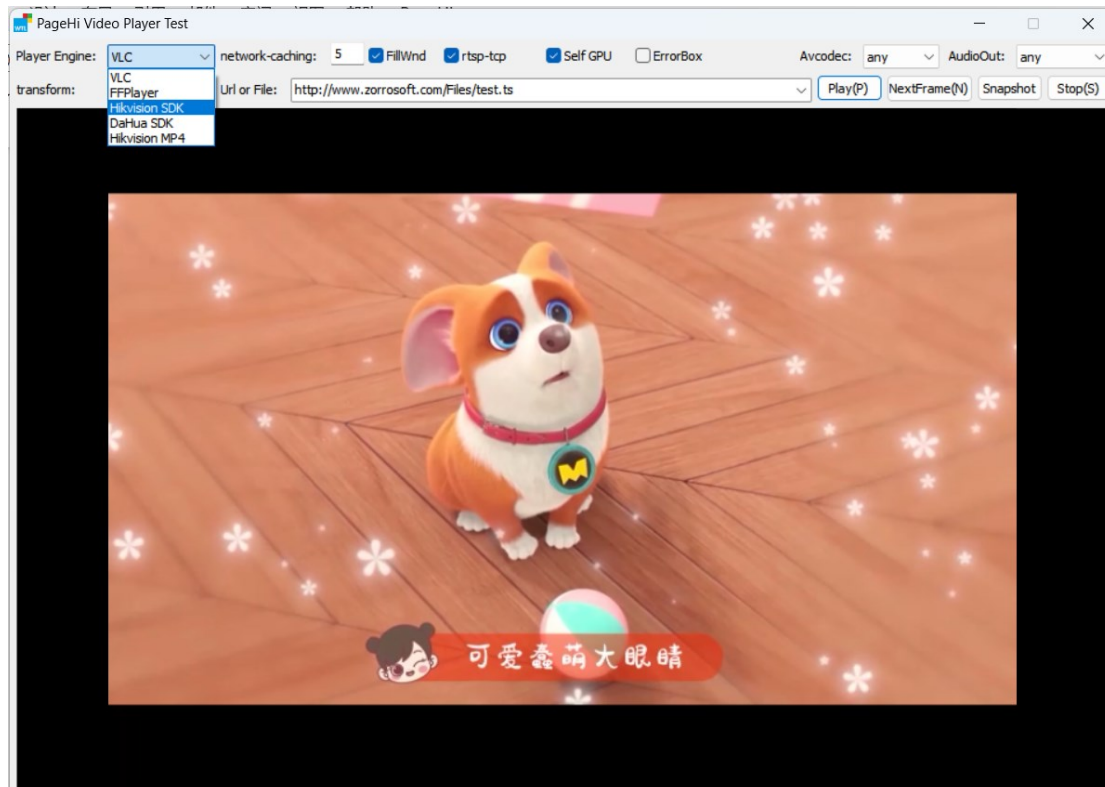 PageHi Video Player Test
Player Engine: VLC network-caching: 5 FillWnd rtsp-tcp Self GPU ErrorBox Avcodec: any AudioOut: any
VLC
FFPlayer
Hikvision SDK
DaHua SDK
Hikvision MP4
transform: Url or File: http://www.zorrosoft.com/Files/test.ts Play(P) NextFrame(N) Snapshot Stop(S)
可爱蠢萌大眼睛